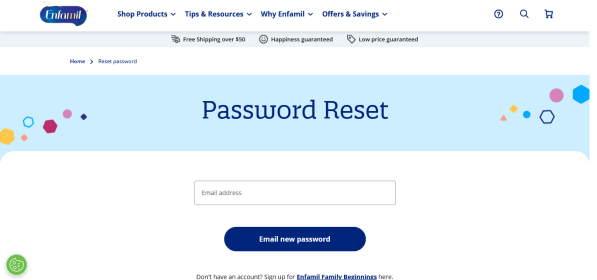 Enfamil
Shop Products Tips & Resources Why Enfamil Offers & Savings
Free Shipping over $50 Happiness guaranteed Low price guaranteed
Home Reset password
Password Reset
Email address
Email new password
Don't have an account? Sign up for Enfamil Family Beginnings here.